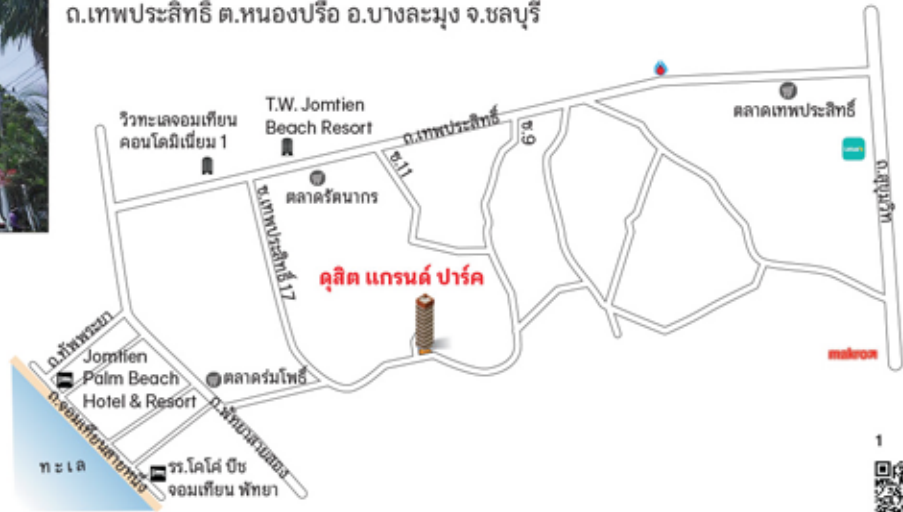 ถ.เทพประสิทธิ์ ต.หนองปรือ อ.บางละมุง จ.ชลบุรี
วิวทะเลจอมเทียน
คอนโดมิเนี่ยม 1
T.W. Jomtien
Beach Resort
ถ.เทพประสิทธิ์
ตลาดเทพประสิทธิ์
ซ.9
ซ.11
ตลาดรัตนากร
ซ.เทพประสิทธิ์ 17
ถ.สุขุมวิท
ดุสิต แกรนด์ ปาร์ค
ถ.ทัพพระยา
Jomtien
Palm Beach
Hotel & Resort
ตลาดร่มโพธิ์
makro
ถ.จอมเทียนสายหนึ่ง
ถ.พัทยาสายสอง
ทะเล
รร.โคโค่ บีช
จอมเทียน พัทยา
1